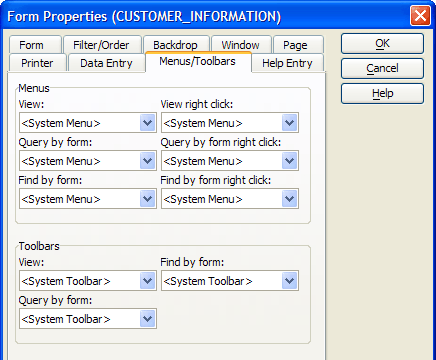 Form Properties (CUSTOMER_INFORMATION)
Form Filter/Order Backdrop Window Page
Printer Data Entry Menus/Toolbars Help Entry
OK
Cancel
Help
Menus
View: View right click:
<System Menu> <System Menu>
Query by form: Query by form right click:
<System Menu> <System Menu>
Find by form: Find by form right click:
<System Menu> <System Menu>
Toolbars
View: Find by form:
<System Toolbar> <System Toolbar>
Query by form:
<System Toolbar>